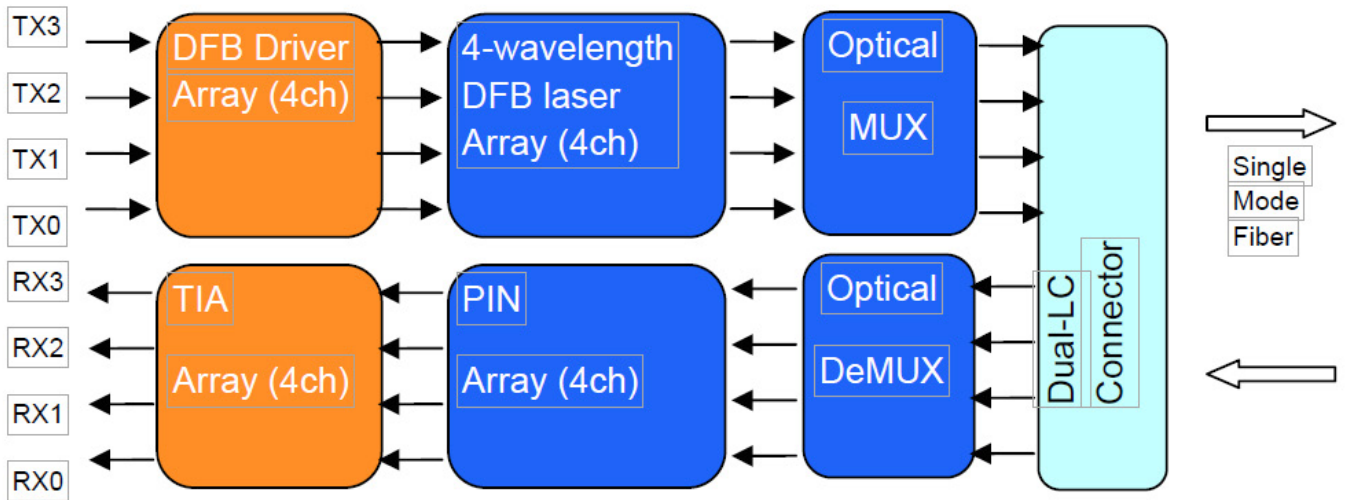 TX3
TX2
TX1
TX0
DFB Driver
Array (4ch)
4-wavelength
DFB laser
Array (4ch)
Optical
MUX
Single
Mode
Fiber
RX3
RX2
RX1
RX0
TIA
Array (4ch)
PIN
Array (4ch)
Optical
DeMUX
Dual-LC
Connector